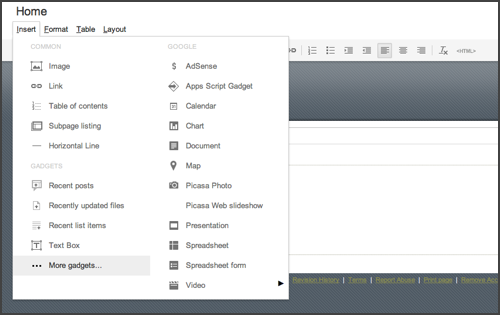 Home
Insert Format Table Layout
<HTML>
COMMON
Image
Link
Table of contents
Subpage listing
Horizontal Line
GADGETS
Recent posts
Recently updated files
Recent list items
Text Box
More gadgets...
GOOGLE
$ AdSense
Apps Script Gadget
Calendar
Chart
Document
Map
Picasa Photo
Picasa Web slideshow
Presentation
Spreadsheet
Spreadsheet form
Video
Revision History | Terms | Report Abuse | Print page | Remove